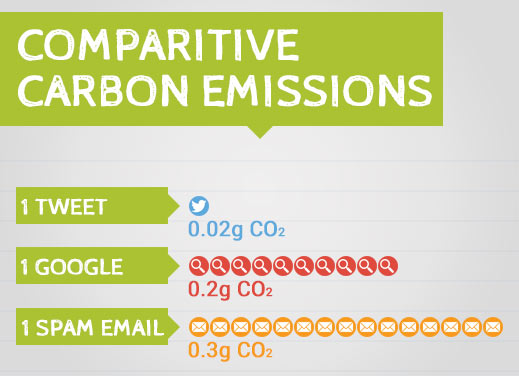 COMPARITIVE
CARBON EMISSIONS
1 TWEET
0.02g CO₂
1 GOOGLE
0.2g CO₂
1 SPAM EMAIL
0.3g CO₂